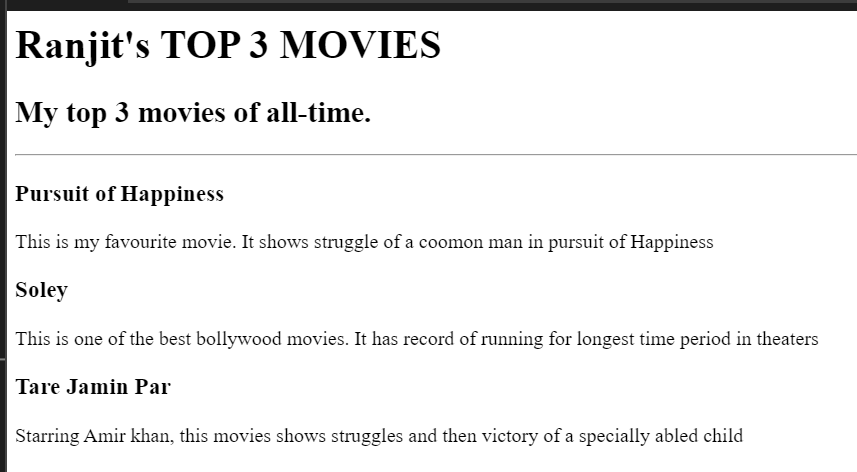 Ranjit's TOP 3 MOVIES
My top 3 movies of all-time.
Pursuit of Happiness
This is my favourite movie. It shows struggle of a coomon man in pursuit of Happiness
Soley
This is one of the best bollywood movies. It has record of running for longest time period in theaters
Tare Jamin Par
Starring Amir khan, this movies shows struggles and then victory of a specially abled child